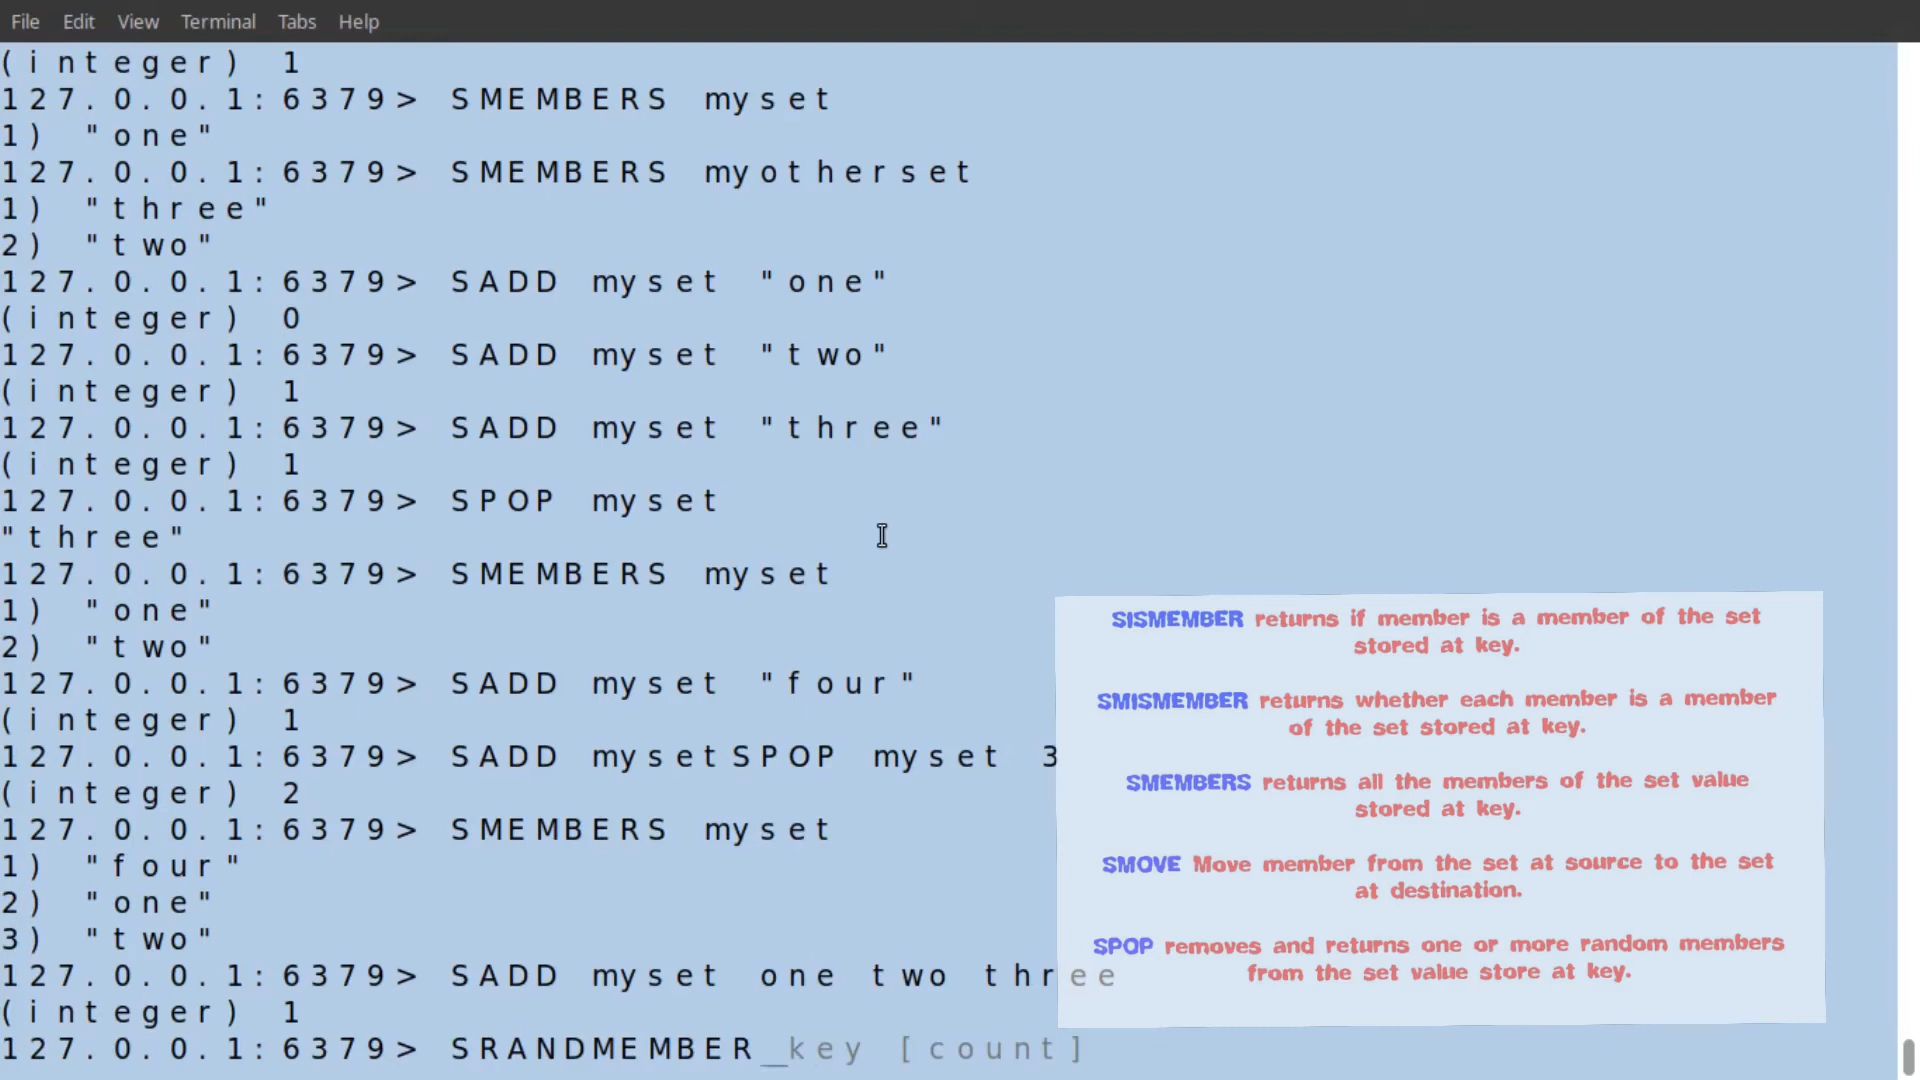 File Edit View Terminal Tabs Help
(integer) 1
127.0.0.1:6379> SMEMBERS myset
1) "one"
127.0.0.1:6379> SMEMBERS myotherset
1) "three"
2) "two"
127.0.0.1:6379> SADD myset "one"
(integer) 0
127.0.0.1:6379> SADD myset "two"
(integer) 1
127.0.0.1:6379> SADD myset "three"
(integer) 1
127.0.0.1:6379> SPOP myset
"three"
127.0.0.1:6379> SMEMBERS myset
1) "one"
2) "two"
127.0.0.1:6379> SADD myset "four"
(integer) 1
127.0.0.1:6379> SADD mysetSPOP myset 3
(integer) 2
127.0.0.1:6379> SMEMBERS myset
1) "four"
2) "one"
3) "two"
127.0.0.1:6379> SADD myset one two three
(integer) 1
127.0.0.1:6379> SRANDMEMBER_key [count]
SISMEMBER returns if member is a member of the set
stored at key.
SMISMEMBER returns whether each member is a member
of the set stored at key.
SMEMBERS returns all the members of the set value
stored at key.
SMOVE Move member from the set at source to the set
at destination.
SPOP removes and returns one or more random members
from the set value store at key.